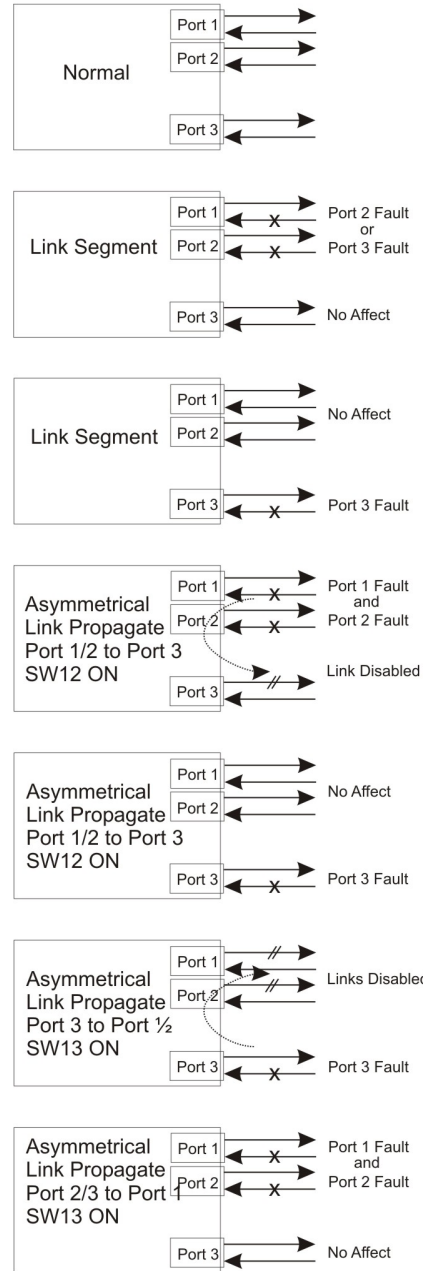 Normal
Port 1
Port 2
Port 3
Link Segment
Port 1
Port 2
Port 3
X
X
Port 2 Fault
or
Port 3 Fault
No Affect
Link Segment
Port 1
Port 2
Port 3
X
No Affect
Port 3 Fault
Asymmetrical
Link Propagate
Port 1/2 to Port 3
SW12 ON
Port 1
Port 2
Port 3
X
X
Port 1 Fault
and
Port 2 Fault
Link Disabled
Asymmetrical
Link Propagate
Port 1/2 to Port 3
SW12 ON
Port 1
Port 2
Port 3
X
No Affect
Port 3 Fault
Asymmetrical
Link Propagate
Port 3 to Port ½
SW13 ON
Port 1
Port 2
Port 3
X
Links Disabled
Port 3 Fault
Asymmetrical
Link Propagate
Port 2/3 to Port 1
SW13 ON
Port 1
Port 2
Port 3
X
X
Port 1 Fault
and
Port 2 Fault
No Affect